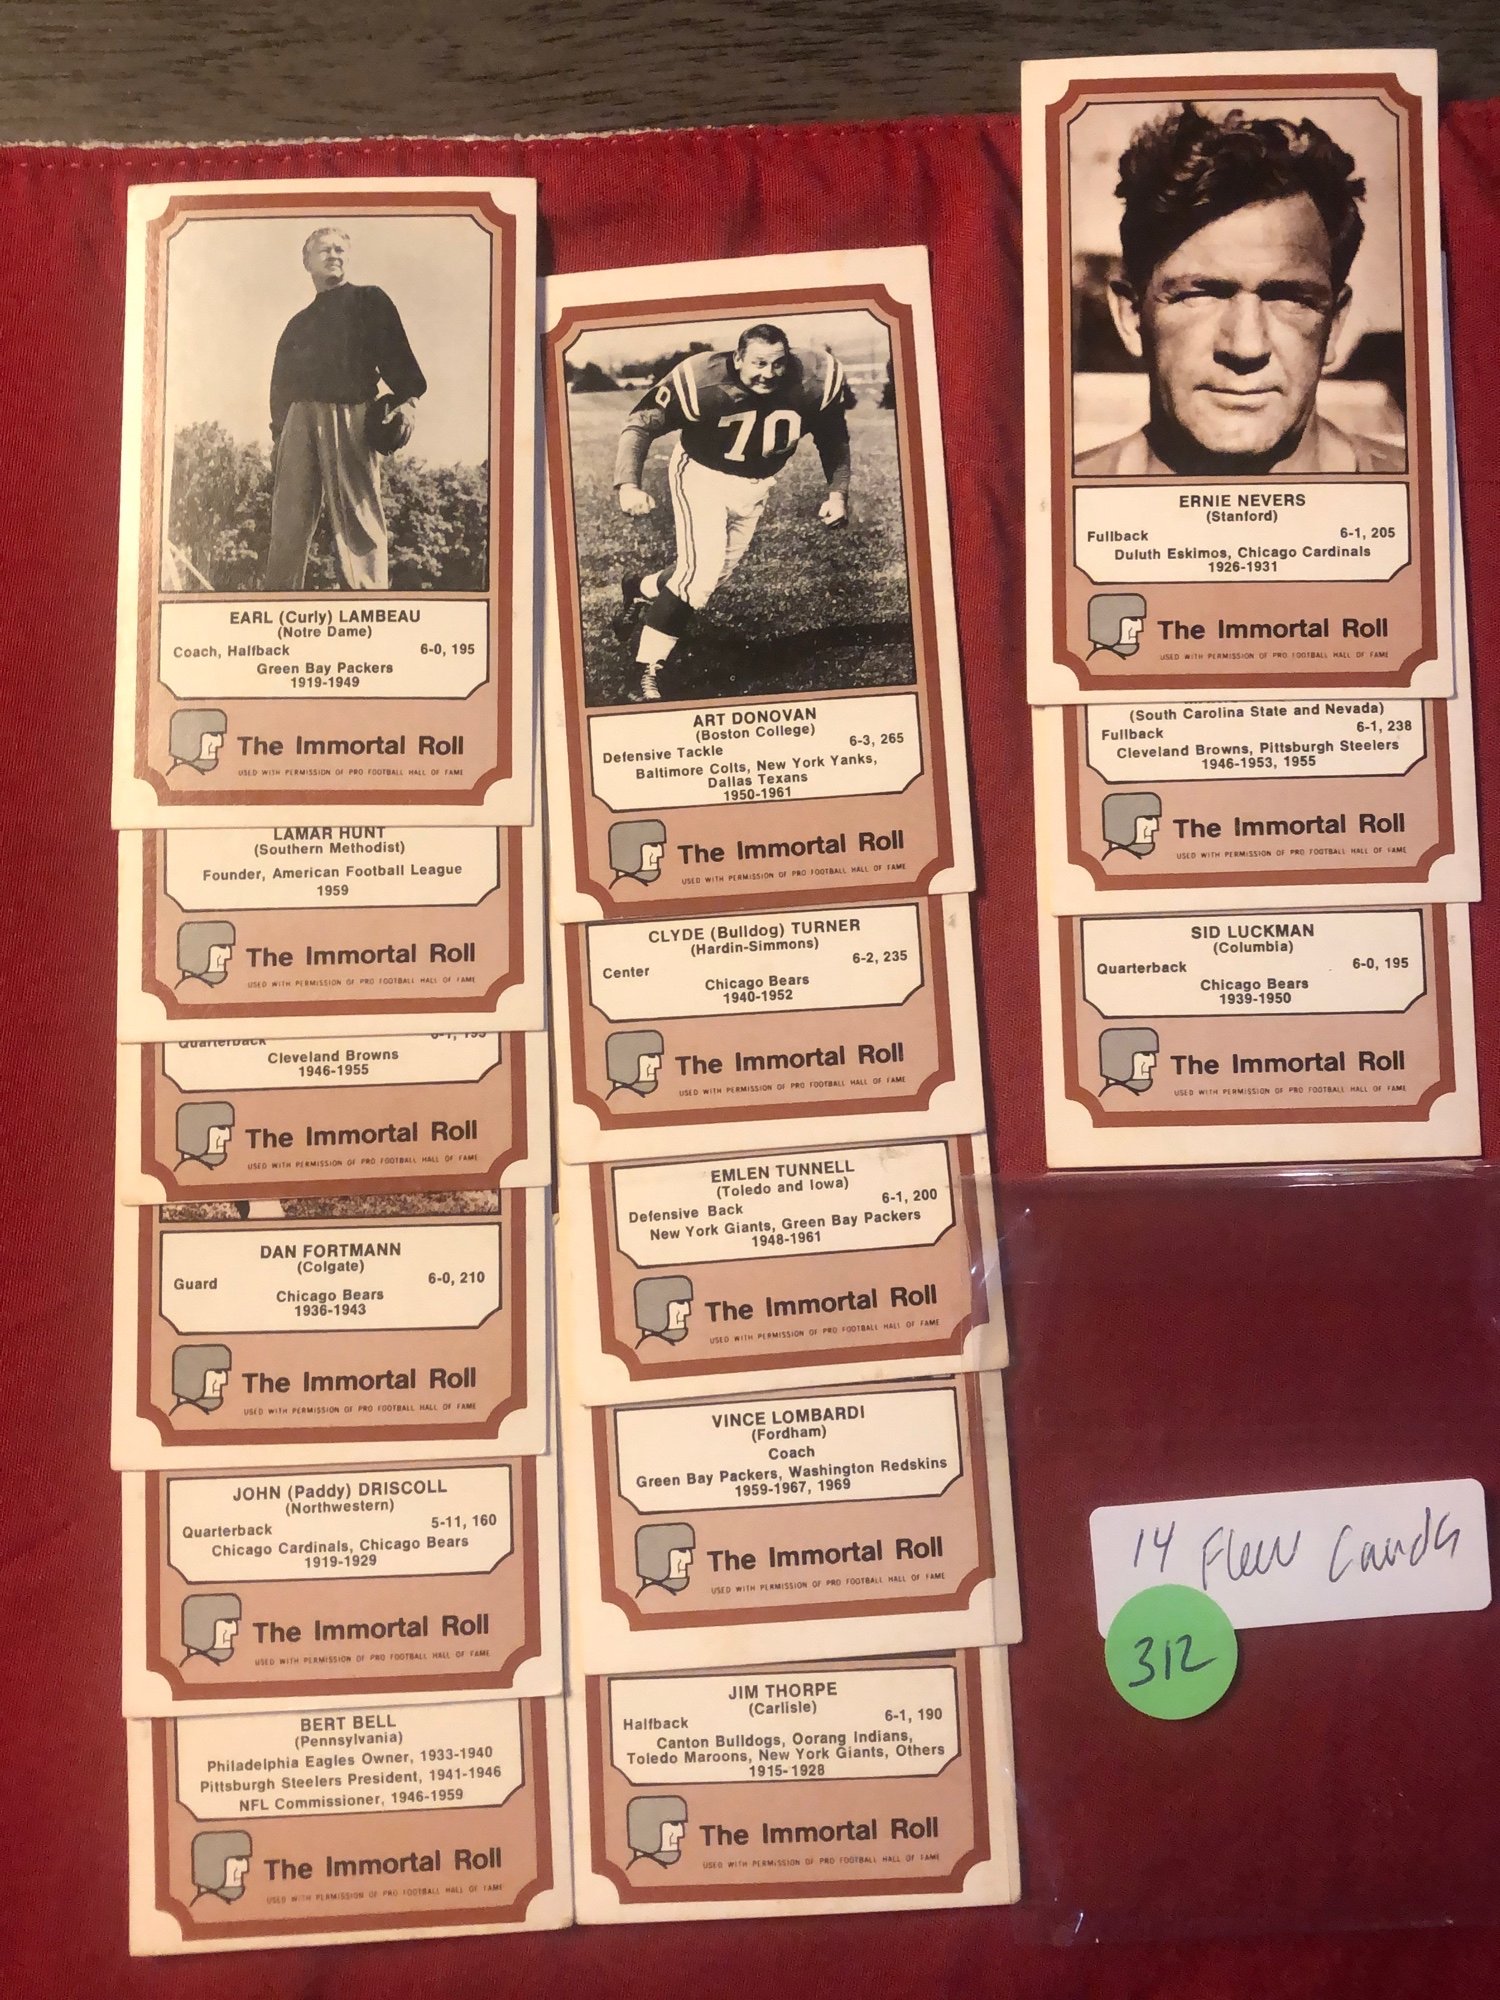 EARL (Curly) LAMBEAU
(Notre Dame)
Coach, Halfback 6-0, 195
Green Bay Packers
1919-1949
The Immortal Roll
USED WITH PERMISSION OF PRO FOOTBALL HALL OF FAME
LAMAR HUNT
(Southern Methodist)
Founder, American Football League
1959
The Immortal Roll
USED WITH PERMISSION OF PRO FOOTBALL HALL OF FAME
Quarterback 6-1, 195
Cleveland Browns
1946-1955
The Immortal Roll
USED WITH PERMISSION OF PRO FOOTBALL HALL OF FAME
DAN FORTMANN
(Colgate)
Guard 6-0, 210
Chicago Bears
1936-1943
The Immortal Roll
USED WITH PERMISSION OF PRO FOOTBALL HALL OF FAME
JOHN (Paddy) DRISCOLL
(Northwestern)
Quarterback 5-11, 160
Chicago Cardinals, Chicago Bears
1919-1929
The Immortal Roll
USED WITH PERMISSION OF PRO FOOTBALL HALL OF FAME
BERT BELL
(Pennsylvania)
Philadelphia Eagles Owner, 1933-1940
Pittsburgh Steelers President, 1941-1946
NFL Commissioner, 1946-1959
The Immortal Roll
USED WITH PERMISSION OF PRO FOOTBALL HALL OF FAME
70
ART DONOVAN
(Boston College)
Defensive Tackle 6-3, 265
Baltimore Colts, New York Yanks,
Dallas Texans
1950-1961
The Immortal Roll
USED WITH PERMISSION OF PRO FOOTBALL HALL OF FAME
CLYDE (Bulldog) TURNER
(Hardin-Simmons)
Center 6-2, 235
Chicago Bears
1940-1952
The Immortal Roll
USED WITH PERMISSION OF PRO FOOTBALL HALL OF FAME
EMLEN TUNNELL
(Toledo and Iowa)
Defensive Back 6-1, 200
New York Giants, Green Bay Packers
1948-1961
The Immortal Roll
USED WITH PERMISSION OF PRO FOOTBALL HALL OF FAME
VINCE LOMBARDI
(Fordham)
Coach
Green Bay Packers, Washington Redskins
1959-1967, 1969
The Immortal Roll
USED WITH PERMISSION OF PRO FOOTBALL HALL OF FAME
JIM THORPE
(Carlisle)
Halfback 6-1, 190
Canton Bulldogs, Oorang Indians,
Toledo Maroons, New York Giants, Others
1915-1928
The Immortal Roll
USED WITH PERMISSION OF PRO FOOTBALL HALL OF FAME
ERNIE NEVERS
(Stanford)
Fullback 6-1, 205
Duluth Eskimos, Chicago Cardinals
1926-1931
The Immortal Roll
USED WITH PERMISSION OF PRO FOOTBALL HALL OF FAME
(South Carolina State and Nevada)
Fullback 6-1, 238
Cleveland Browns, Pittsburgh Steelers
1946-1953, 1955
The Immortal Roll
USED WITH PERMISSION OF PRO FOOTBALL HALL OF FAME
SID LUCKMAN
(Columbia)
Quarterback 6-0, 195
Chicago Bears
1939-1950
The Immortal Roll
USED WITH PERMISSION OF PRO FOOTBALL HALL OF FAME
14 Fleer Cards
312